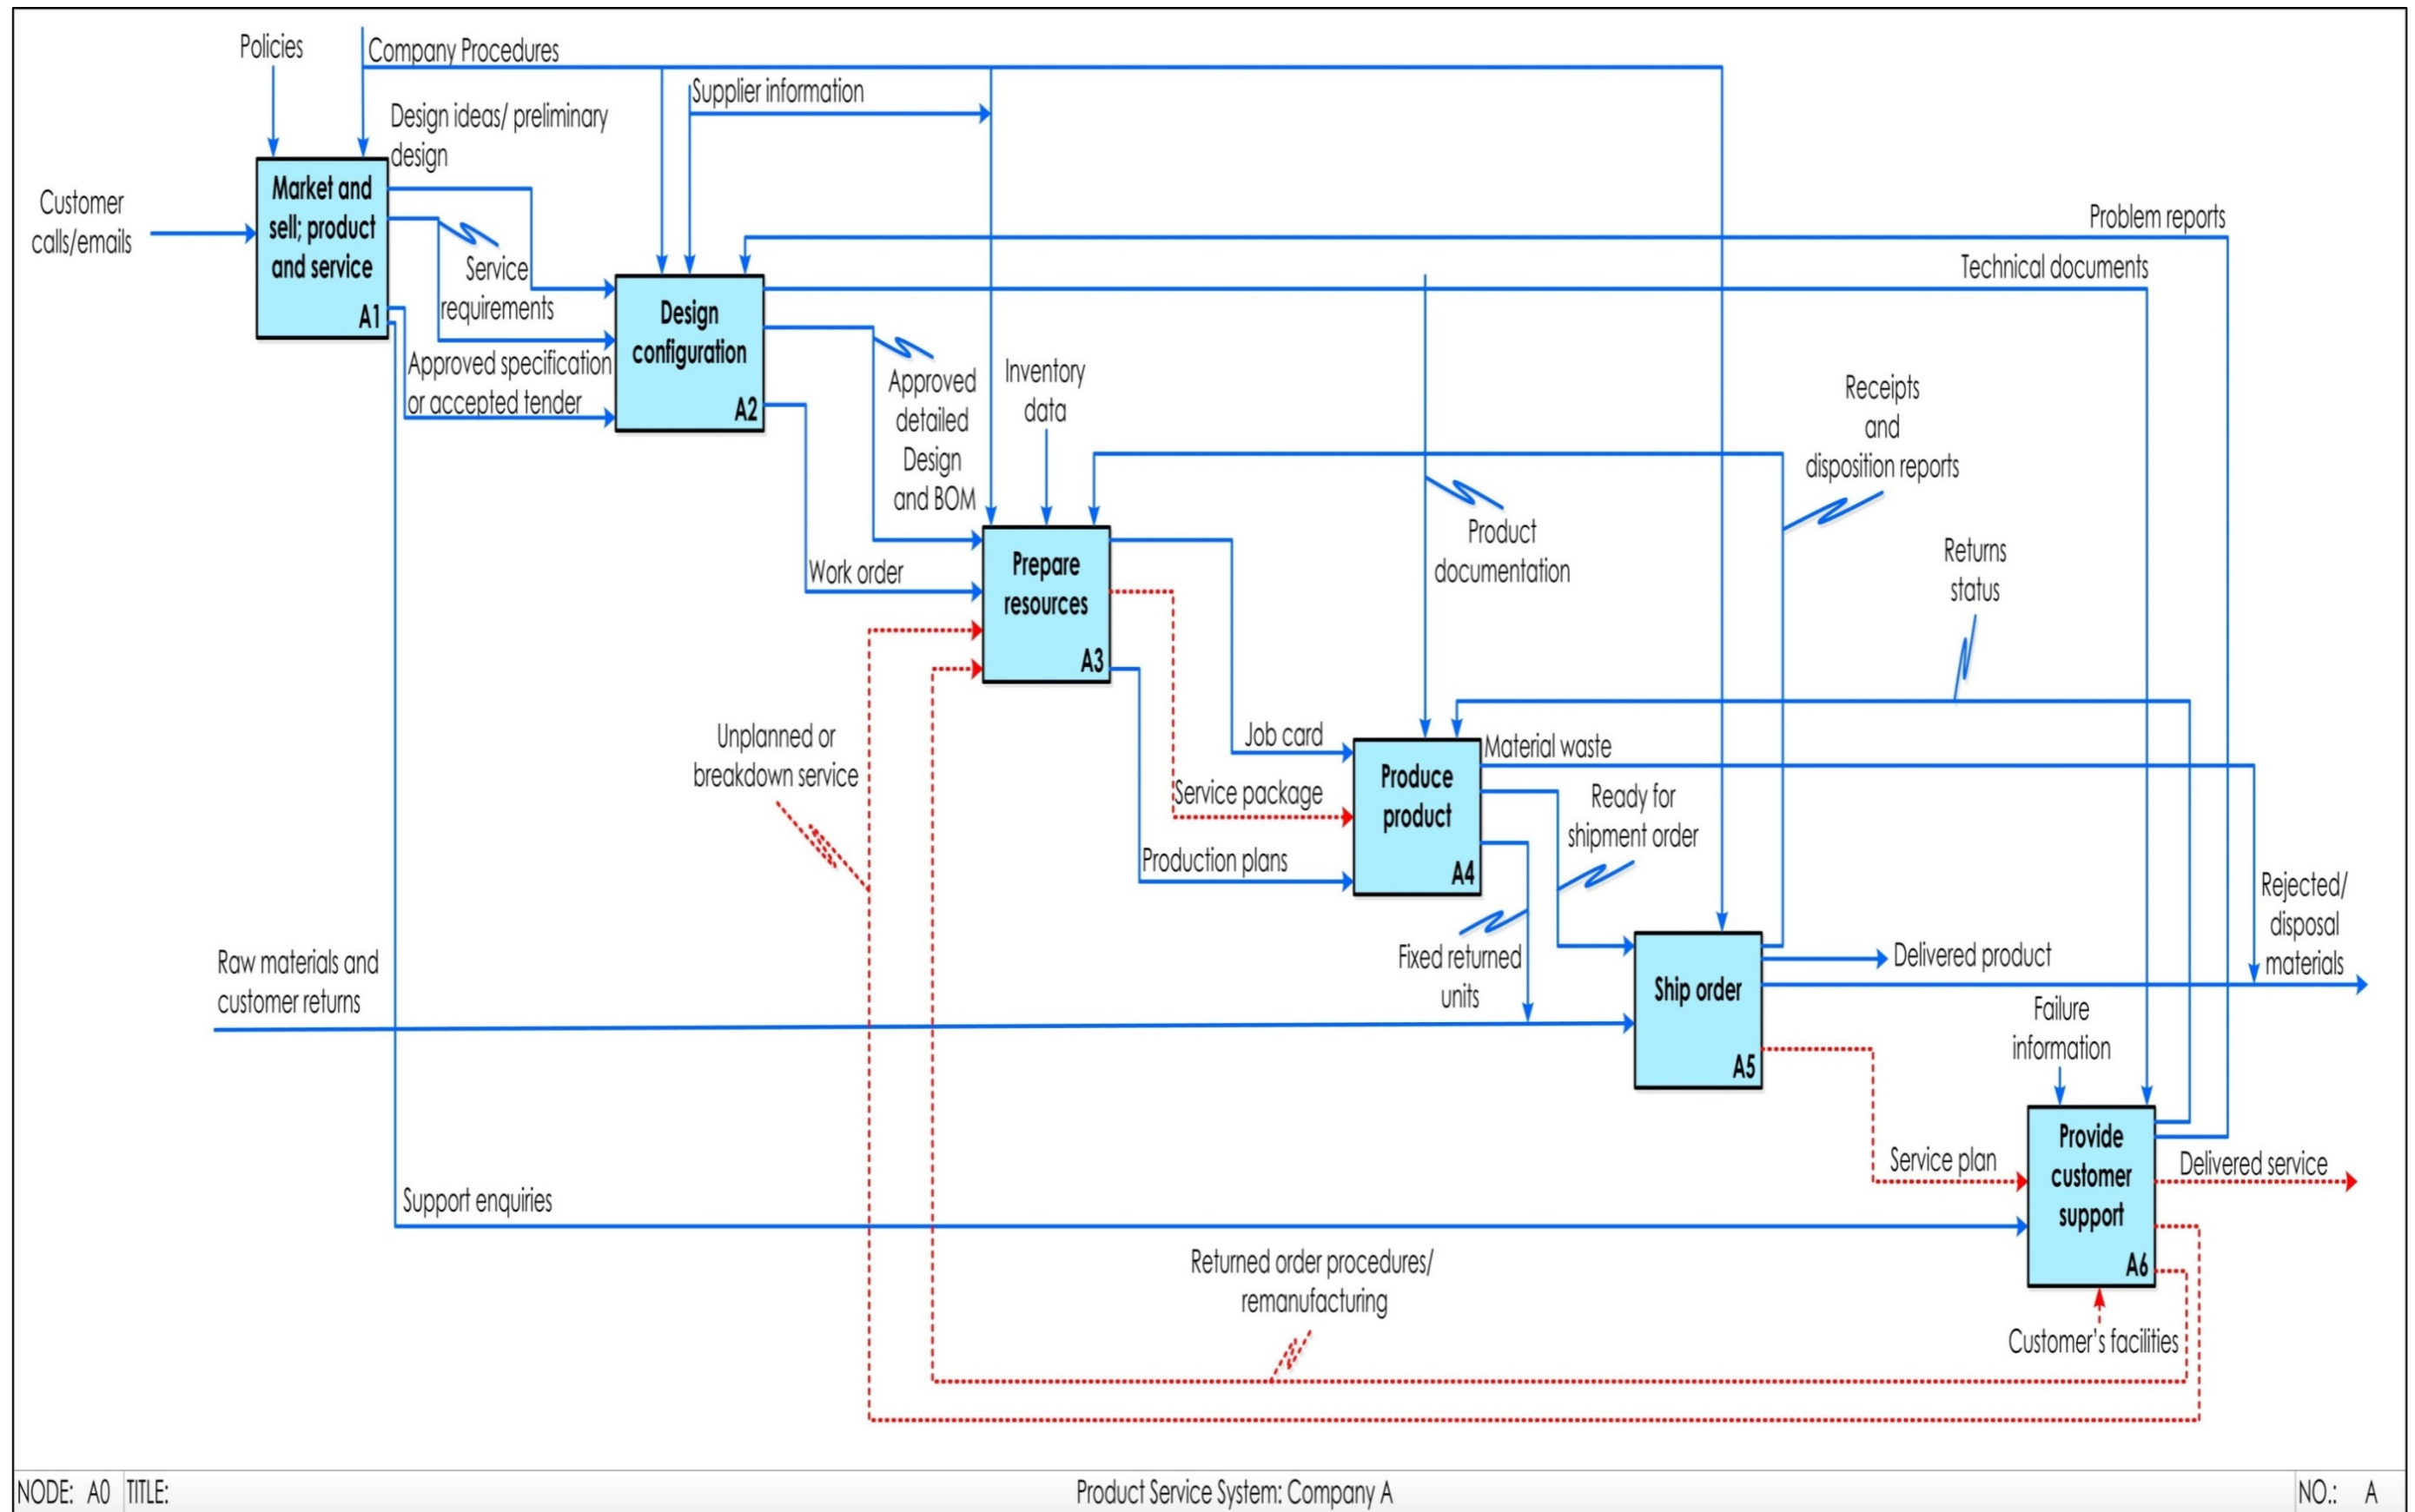 Policies
Company Procedures
Supplier information
Design ideas/ preliminary
design
Market and
sell; product
and service
A1
Customer
calls/emails
Service
requirements
Approved specification
or accepted tender
Problem reports
Technical documents
Design
configuration
A2
Approved
detailed
Design
and BOM
Inventory
data
Receipts
and
disposition reports
Product
documentation
Returns
status
Work order
Prepare
resources
A3
Unplanned or
breakdown service
Job card
Service package
Production plans
Material waste
Produce
product
A4
Ready for
shipment order
Fixed returned
units
Rejected/
disposal
materials
Raw materials and
customer returns
Delivered product
Ship order
A5
Failure
information
Service plan
Provide
customer
support
A6
Delivered service
Support enquiries
Returned order procedures/
remanufacturing
Customer's facilities
NODE: A0 TITLE: Product Service System: Company A NO.: A